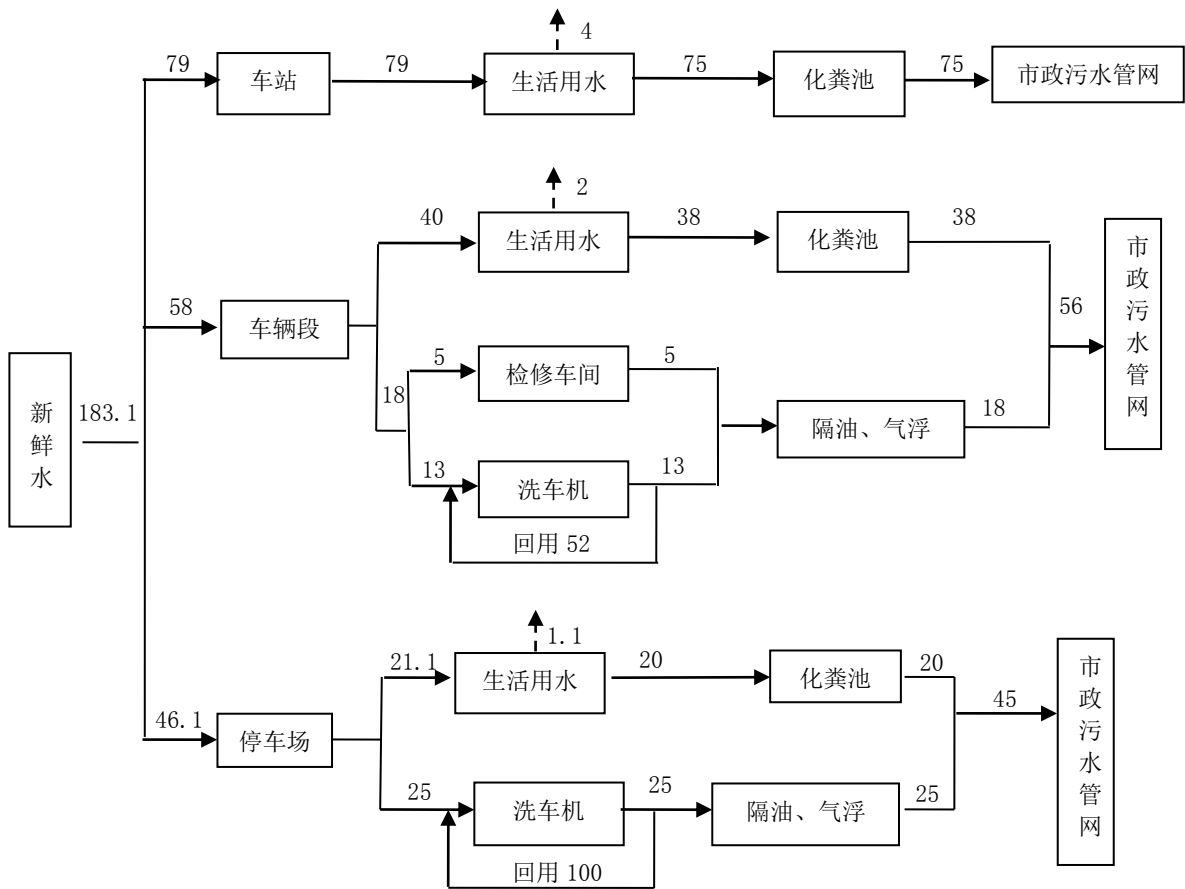 4
79
车站
79
生活用水
75
化粪池
75
市政污水管网
2
40
生活用水
38
化粪池
38
58
车辆段
56
市政污水管网
5
检修车间
5
18
隔油、气浮
18
新鲜水
183.1
13
洗车机
13
回用 52
1.1
21.1
生活用水
20
化粪池
20
46.1
停车场
45
市政污水管网
25
洗车机
25
隔油、气浮
25
回用 100